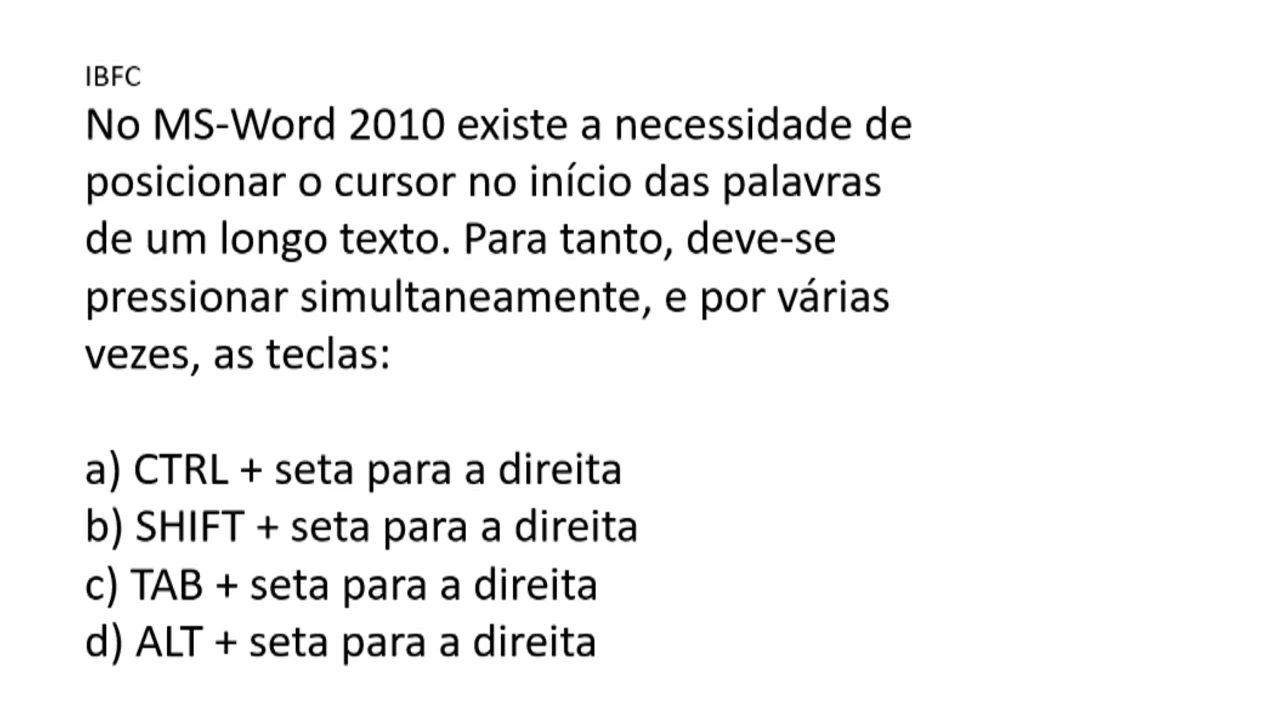 IBFC
No MS-Word 2010 existe a necessidade de
posicionar o cursor no início das palavras
de um longo texto. Para tanto, deve-se
pressionar simultaneamente, e por várias
vezes, as teclas:
a) CTRL + seta para a direita
b) SHIFT + seta para a direita
c) TAB + seta para a direita
d) ALT + seta para a direita